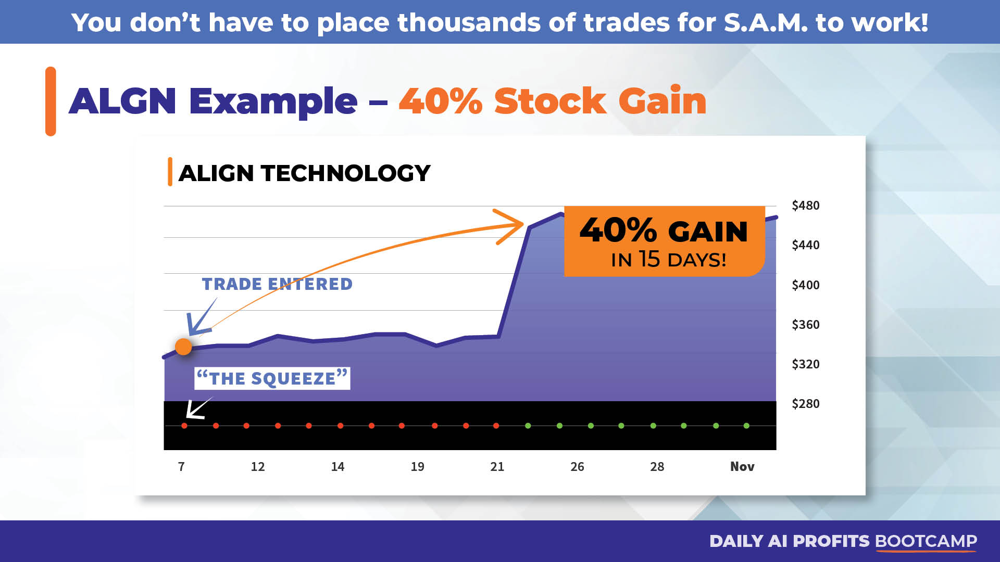 You don’t have to place thousands of trades for S.A.M. to work!
ALGN Example – 40% Stock Gain
ALIGN TECHNOLOGY
$480
40% GAIN
IN 15 DAYS!
$440
TRADE ENTERED
$400
$360
$320
“THE SQUEEZE”
$280
7 12 14 19 21 26 28 Nov
DAILY AI PROFITS BOOTCAMP